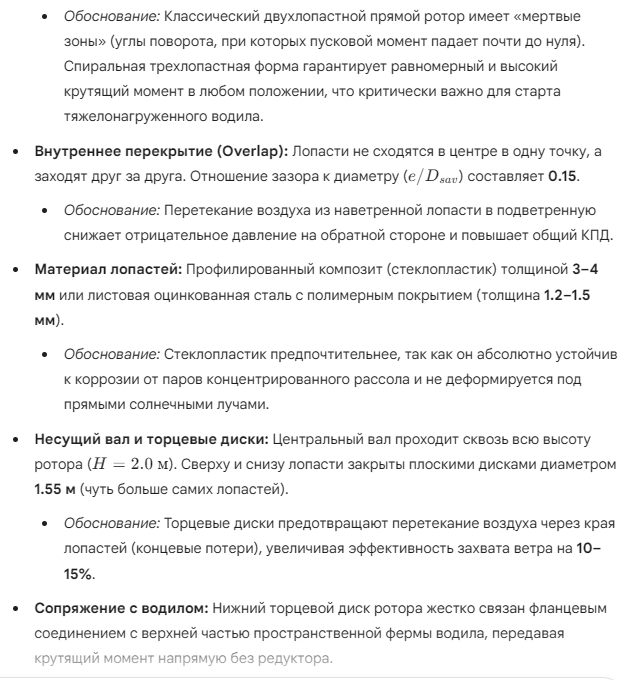 • Обоснование: Классический двухлопастной прямой ротор имеет «мертвые
зоны» (углы поворота, при которых пусковой момент падает почти до нуля).
Спиральная трехлопастная форма гарантирует равномерный и высокий
крутящий момент в любом положении, что критически важно для старта
тяжелонагруженного водила.
• Внутреннее перекрытие (Overlap): Лопасти не сходятся в центре в одну точку, а
заходят друг за друга. Отношение зазора к диаметру (e/D_sav) составляет 0.15.
• Обоснование: Перетекание воздуха из наветренной лопасти в подветренную
снижает отрицательное давление на обратной стороне и повышает общий КПД.
• Материал лопастей: Профилированный композит (стеклопластик) толщиной 3–4
мм или листовая оцинкованная сталь с полимерным покрытием (толщина 1.2–1.5
мм).
• Обоснование: Стеклопластик предпочтительнее, так как он абсолютно устойчив
к коррозии от паров концентрированного рассола и не деформируется под
прямыми солнечными лучами.
• Несущий вал и торцевые диски: Центральный вал проходит сквозь всю высоту
ротора (H = 2.0 м). Сверху и снизу лопасти закрыты плоскими дисками диаметром
1.55 м (чуть больше самих лопастей).
• Обоснование: Торцевые диски предотвращают перетекание воздуха через края
лопастей (концевые потери), увеличивая эффективность захвата ветра на 10–
15%.
• Сопряжение с водилом: Нижний торцевой диск ротора жестко связан фланцевым
соединением с верхней частью пространственной фермы водила, передавая
крутящий момент напрямую без редуктора.